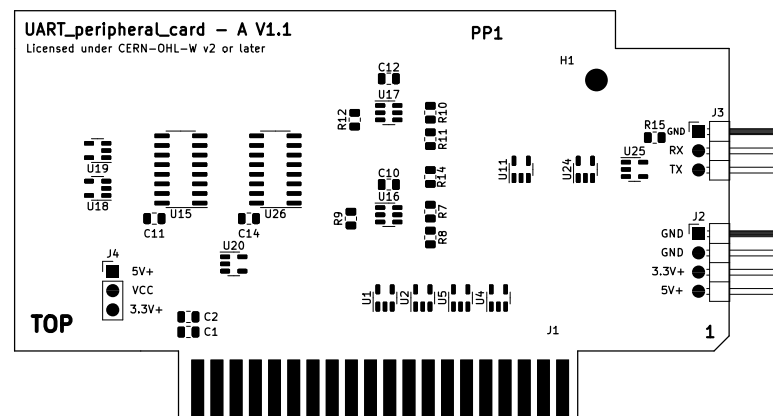 UART_peripheral_card - A V1.1
Licensed under CERN-OHL-W v2 or later
PP1
H1
C12
U17
R12
R10
R11
J3
R15
GND
RX
TX
U19
U18
U15
U26
C10
U16
R14
U11
U24
U25
R9
R7
R8
C11
C14
U20
J2
GND
GND
3.3V+
5V+
J4
5V+
VCC
3.3V+
U1
U2
U5
U4
C2
C1
TOP
J1
1